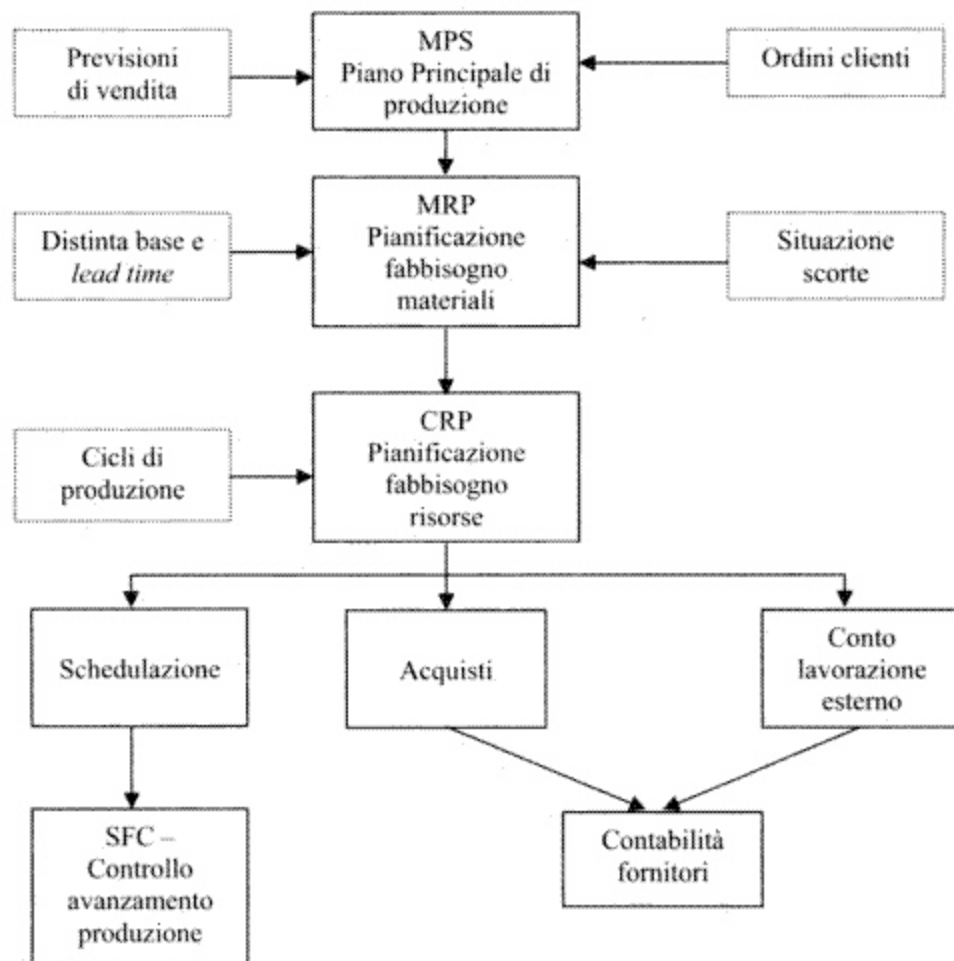 Previsioni
di vendita
MPS
Piano Principale di
produzione
Ordini clienti
Distinta base e
lead time
MRP
Pianificazione
fabbisogno
materiali
Situazione
scorte
Cicli di
produzione
CRP
Pianificazione
fabbisogno
risorse
Schedulazione
Acquisti
Conto
lavorazione
esterno
SFC –
Controllo
avanzamento
produzione
Contabilità
fornitori